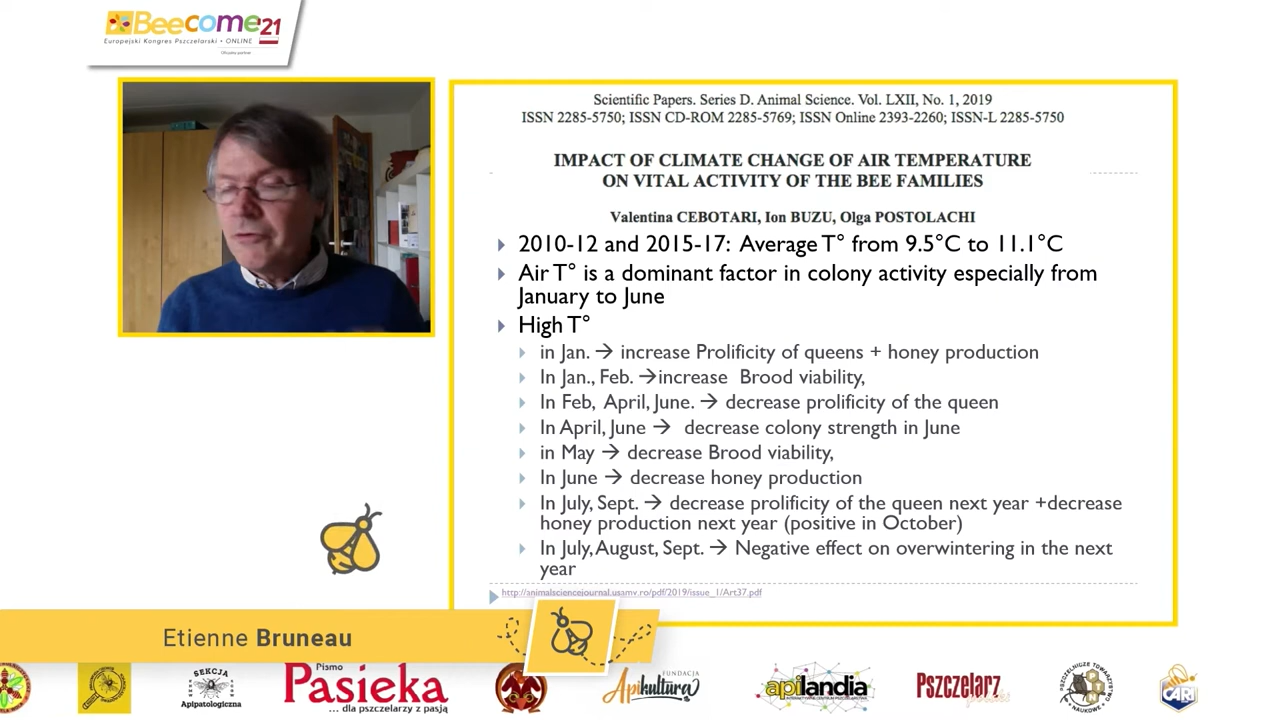 Beecome'21
Europejski Kongres Pszczelarski • ONLINE
Scientific Papers. Series D. Animal Science. Vol. LXII, No. 1, 2019
ISSN 2285-5750; ISSN CD-ROM 2285-5769; ISSN Online 2393-2260; ISSN-L 2285-5750
IMPACT OF CLIMATE CHANGE OF AIR TEMPERATURE
ON VITAL ACTIVITY OF THE BEE FAMILIES
Valentina CEBOTARI, Ion BUZU, Olga POSTOLACHI
2010-12 and 2015-17: Average T° from 9.5°C to 11.1°C
Air T° is a dominant factor in colony activity especially from
January to June
High T°
in Jan. → increase Prolificity of queens + honey production
In Jan., Feb. →increase Brood viability,
In Feb, April, June. → decrease prolificity of the queen
In April, June → decrease colony strength in June
in May → decrease Brood viability,
In June → decrease honey production
In July, Sept. → decrease prolificity of the queen next year +decrease
honey production next year (positive in October)
In July, August, Sept. → Negative effect on overwintering in the next
year
http://animalsciencejournal.usamv.ro/pdf/2019/issue_1/Art37.pdf
Etienne Bruneau
SEKCJA
Apipatologiczna
Pismo
Pasieka
... dla pszczelarzy z pasją
FUNDACJA
Apikultura
apilandia
PSZCZELARZ
PSZCZELNICZE TOWARZYSTWO
NAUKOWE
CARI